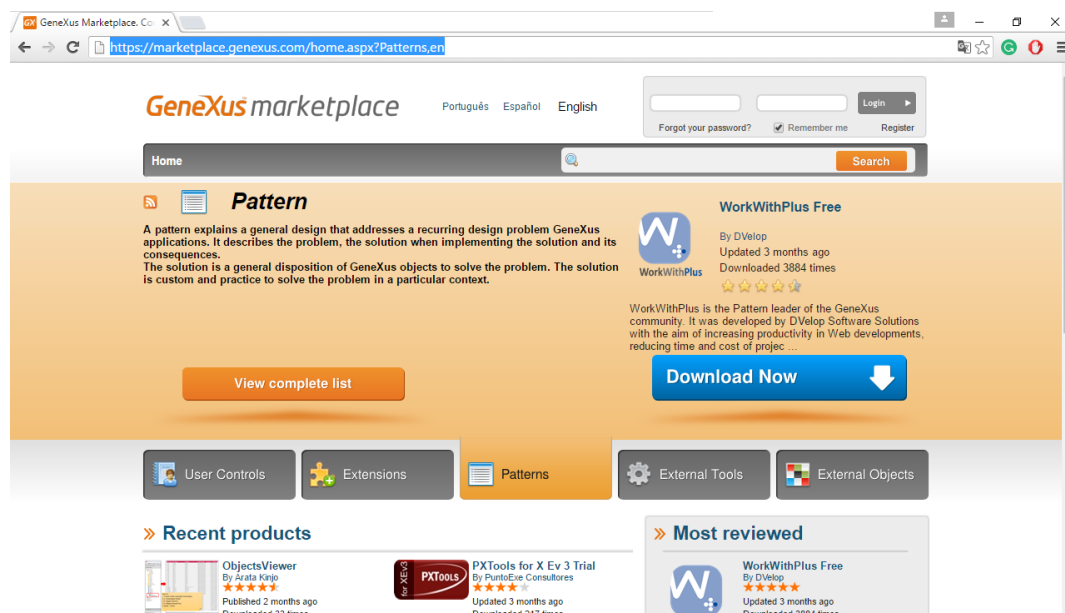 GeneXus Marketplace. Co
https://marketplace.genexus.com/home.aspx?Patterns,en
GeneXus marketplace
Português Español English
Login
Forgot your password? Remember me Register
Home
Search
Pattern
A pattern explains a general design that addresses a recurring design problem GeneXus
applications. It describes the problem, the solution when implementing the solution and its
consequences.
The solution is a general disposition of GeneXus objects to solve the problem. The solution
is custom and practice to solve the problem in a particular context.
View complete list
WorkWithPlus
WorkWithPlus Free
By DVelop
Updated 3 months ago
Downloaded 3884 times
WorkWithPlus is the Pattern leader of the GeneXus
community. It was developed by DVelop Software Solutions
with the aim of increasing productivity in Web developments,
reducing time and cost of projec ...
Download Now
User Controls
Extensions
Patterns
External Tools
External Objects
Recent products
ObjectsViewer
By Arata Kinjo
Published 2 months ago
for XEv3
PXTOOLS
PXTools for X Ev 3 Trial
By PuntoExe Consultores
Updated 3 months ago
Most reviewed
WorkWithPlus Free
By DVelop
Updated 3 months ago